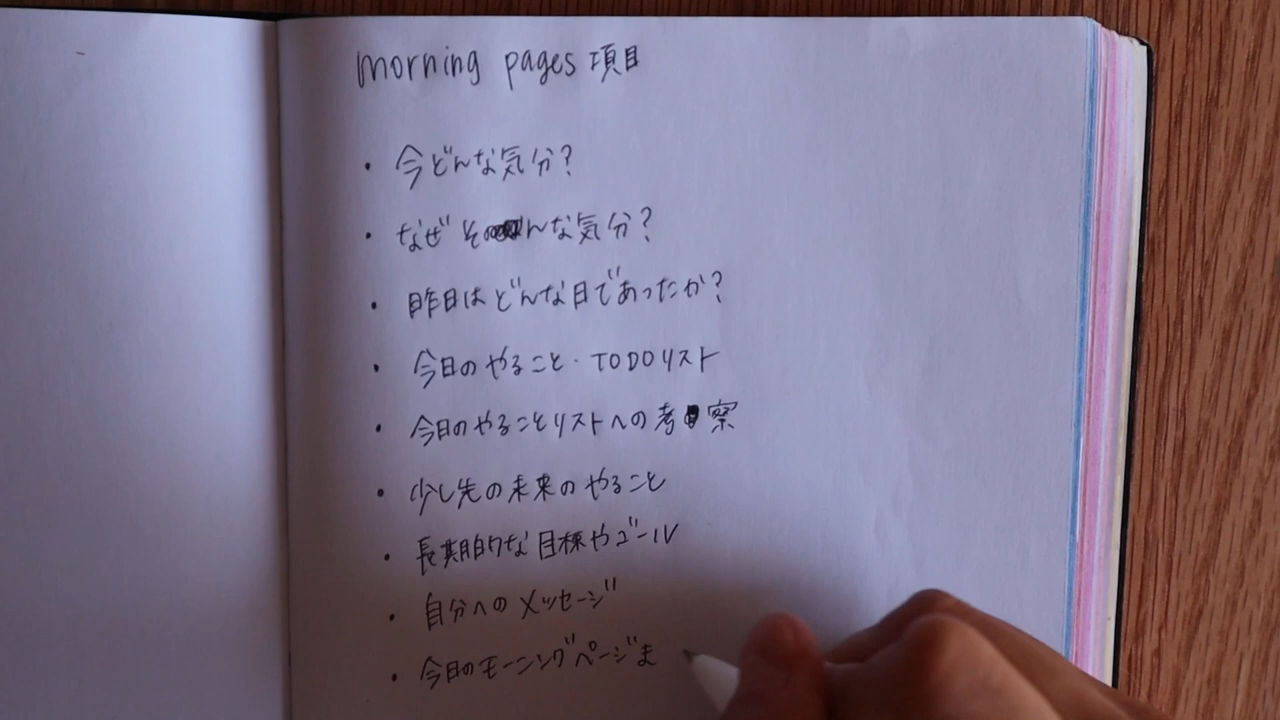 morning pages 項目
・今どんな気分?
・なぜそんな気分?
・昨日はどんな日であったか?
・今日のやること・TODOリスト
・今日のやることリストへの考察
・少し先の未来のやること
・長期的な目標やゴール
・自分へのメッセージ
・今日のモーニングページま